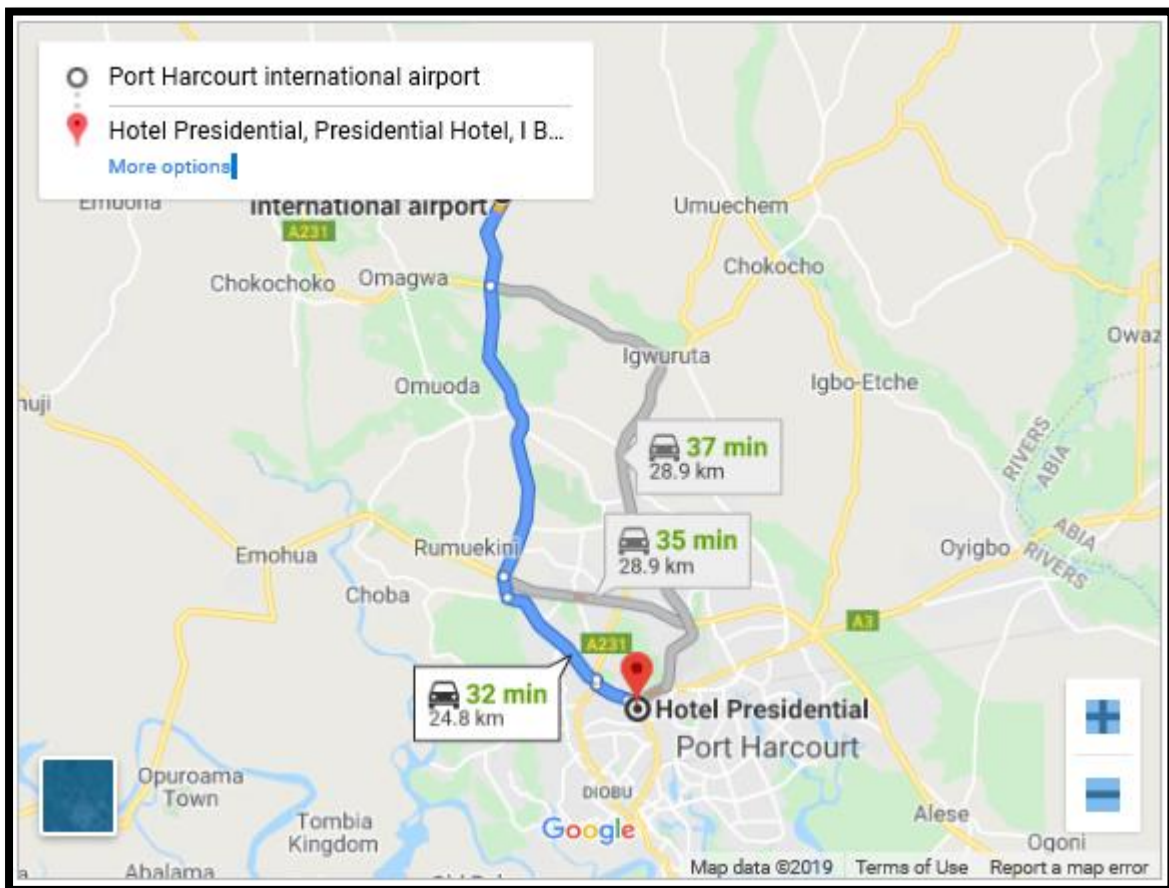 Port Harcourt international airport
Hotel Presidential, Presidential Hotel, I B...
More options
Emuoha
international airport
A231
Umuechem
Chokocho
Chokochoko
Omagwa
Owaz
Igwuruta
Igbo-Etche
Omuoda
nuji
37 min
28.9 km
RIVERS
ABIA
35 min
28.9 km
Rumuekini
Emohua
Oyigbo
ABIA
RIVERS
Choba
A231
A3
32 min
24.8 km
Hotel Presidential
Port Harcourt
Opuroama
Town
DIOBU
Tombia
Kingdom
Google
Alese
Ogoni
Abalama
Map data ©2019 Terms of Use Report a map error